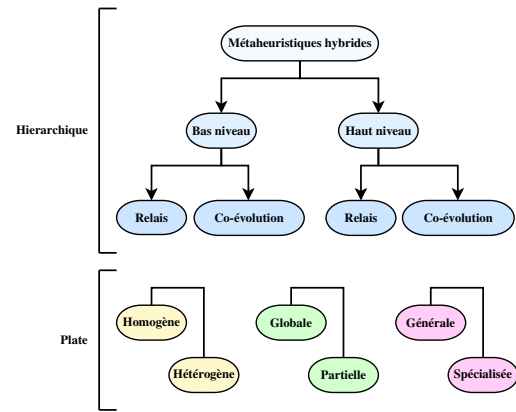 Métaheuristiques hybrides
Hierarchique
Bas niveau
Haut niveau
Relais
Co-évolution
Relais
Co-évolution
Homogène
Globale
Générale
Plate
Hétérogène
Partielle
Spécialisée